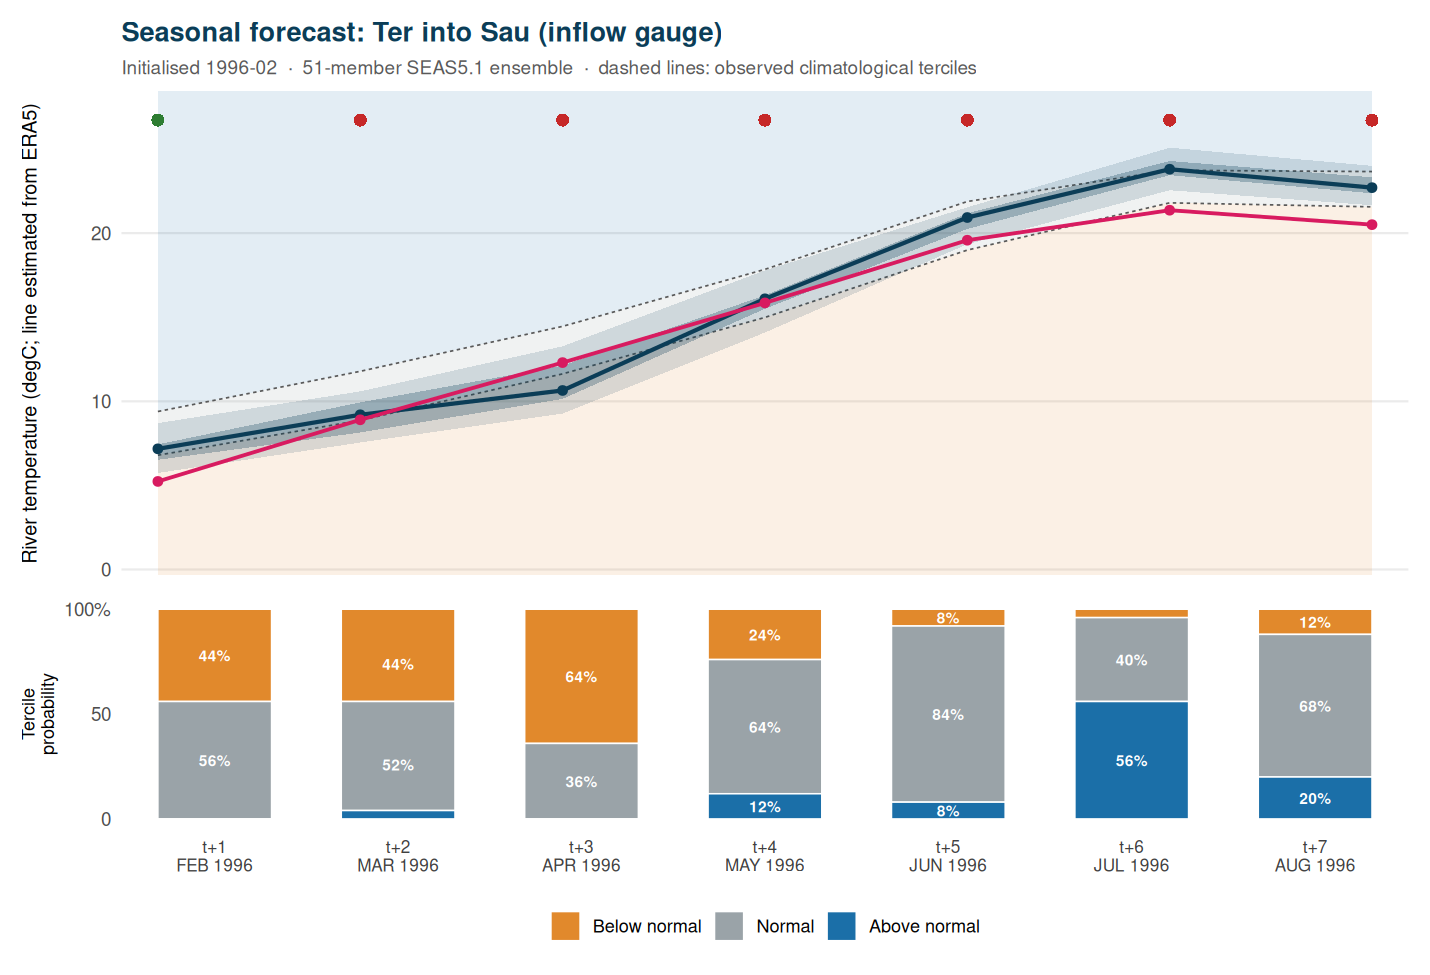 Seasonal forecast: Ter into Sau (inflow gauge)
Initialised 1996-02 · 51-member SEAS5.1 ensemble · dashed lines: observed climatological terciles
River temperature (degC; line estimated from ERA5)
20
10
0
100%
50
0
Tercile
probability
44%
56%
44%
52%
64%
36%
24%
64%
12%
8%
84%
8%
40%
56%
12%
68%
20%
t+1
FEB 1996
t+2
MAR 1996
t+3
APR 1996
t+4
MAY 1996
t+5
JUN 1996
t+6
JUL 1996
t+7
AUG 1996
Below normal
Normal
Above normal